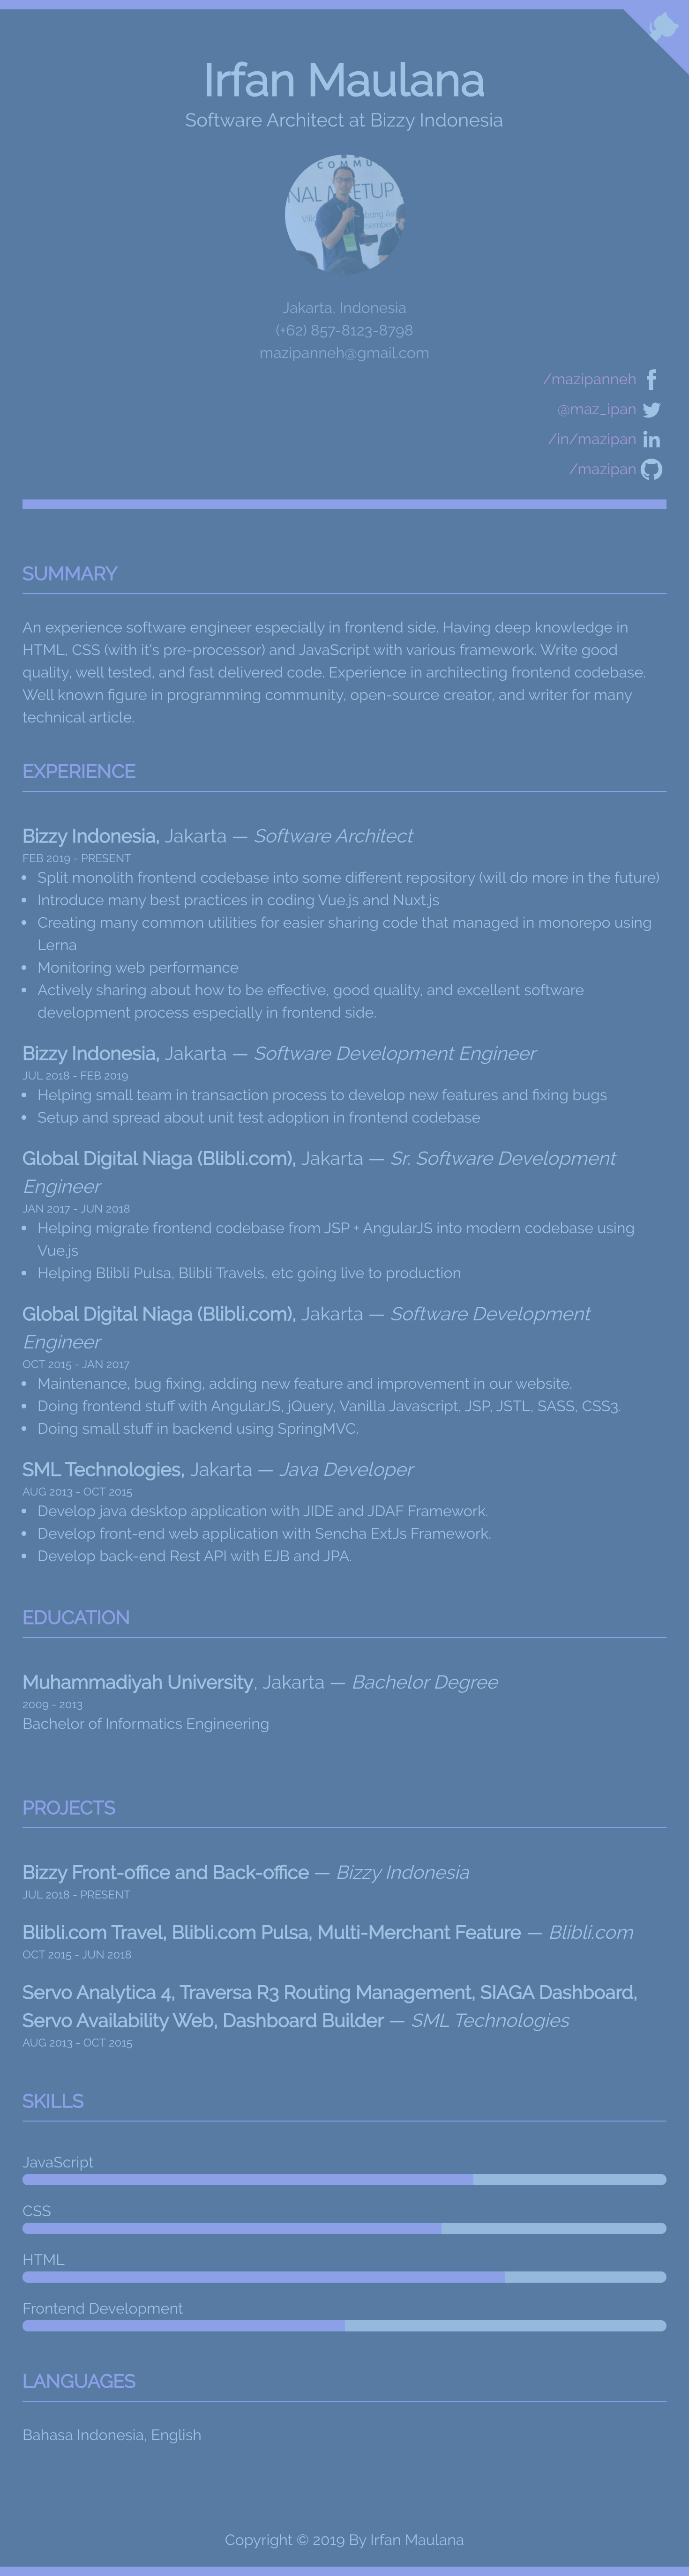 Irfan Maulana
Software Architect at Bizzy Indonesia
COMMU
NAL MEETUP
Jakarta, Indonesia
(+62) 857-8123-8798
mazipanneh@gmail.com
/mazipanneh
@maz_ipan
/in/mazipan
/mazipan
SUMMARY
An experience software engineer especially in frontend side. Having deep knowledge in
HTML, CSS (with it's pre-processor) and JavaScript with various framework. Write good
quality, well tested, and fast delivered code. Experience in architecting frontend codebase.
Well known figure in programming community, open-source creator, and writer for many
technical article.
EXPERIENCE
Bizzy Indonesia, Jakarta — Software Architect
FEB 2019 - PRESENT
• Split monolith frontend codebase into some different repository (will do more in the future)
• Introduce many best practices in coding Vue.js and Nuxt.js
• Creating many common utilities for easier sharing code that managed in monorepo using
Lerna
• Monitoring web performance
• Actively sharing about how to be effective, good quality, and excellent software
development process especially in frontend side.
Bizzy Indonesia, Jakarta — Software Development Engineer
JUL 2018 - FEB 2019
• Helping small team in transaction process to develop new features and fixing bugs
• Setup and spread about unit test adoption in frontend codebase
Global Digital Niaga (Blibli.com), Jakarta — Sr. Software Development
Engineer
JAN 2017 - JUN 2018
• Helping migrate frontend codebase from JSP + AngularJS into modern codebase using
Vue.js
• Helping Blibli Pulsa, Blibli Travels, etc going live to production
Global Digital Niaga (Blibli.com), Jakarta — Software Development
Engineer
OCT 2015 - JAN 2017
• Maintenance, bug fixing, adding new feature and improvement in our website.
• Doing frontend stuff with AngularJS, jQuery, Vanilla Javascript, JSP, JSTL, SASS, CSS3.
• Doing small stuff in backend using SpringMVC.
SML Technologies, Jakarta — Java Developer
AUG 2013 - OCT 2015
• Develop java desktop application with JIDE and JDAF Framework.
• Develop front-end web application with Sencha ExtJs Framework.
• Develop back-end Rest API with EJB and JPA.
EDUCATION
Muhammadiyah University, Jakarta — Bachelor Degree
2009 - 2013
Bachelor of Informatics Engineering
PROJECTS
Bizzy Front-office and Back-office — Bizzy Indonesia
JUL 2018 - PRESENT
Blibli.com Travel, Blibli.com Pulsa, Multi-Merchant Feature — Blibli.com
OCT 2015 - JUN 2018
Servo Analytica 4, Traversa R3 Routing Management, SIAGA Dashboard,
Servo Availability Web, Dashboard Builder — SML Technologies
AUG 2013 - OCT 2015
SKILLS
JavaScript
CSS
HTML
Frontend Development
LANGUAGES
Bahasa Indonesia, English
Copyright © 2019 By Irfan Maulana